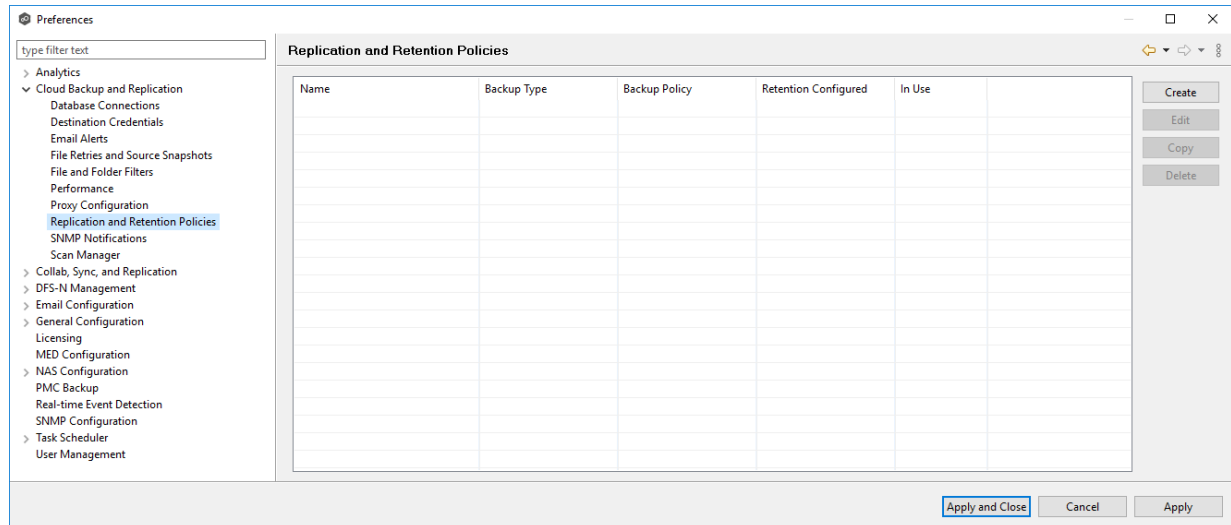 Preferences
type filter text
Replication and Retention Policies
Analytics
Cloud Backup and Replication
Database Connections
Destination Credentials
Email Alerts
File Retries and Source Snapshots
File and Folder Filters
Performance
Proxy Configuration
Replication and Retention Policies
SNMP Notifications
Scan Manager
Collab, Sync, and Replication
DFS-N Management
Email Configuration
General Configuration
Licensing
MED Configuration
NAS Configuration
PMC Backup
Real-time Event Detection
SNMP Configuration
Task Scheduler
User Management
Name Backup Type Backup Policy Retention Configured In Use
Create
Edit
Copy
Delete
Apply and Close Cancel Apply